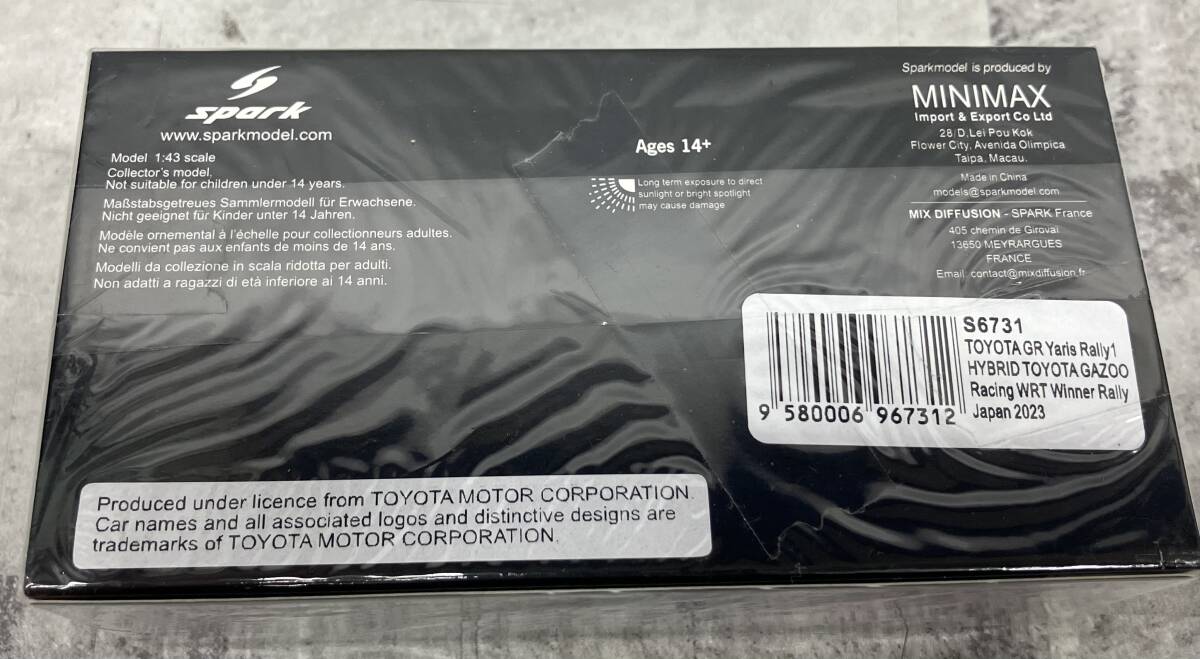 spark
www.sparkmodel.com
Model 1:43 scale
Collector's model.
Not suitable for children under 14 years.
Maßstabsgetreues Sammlermodell für Erwachsene.
Nicht geeignet für Kinder unter 14 Jahren.
Modèle ornemental à l'échelle pour collectionneurs adultes.
Ne convient pas aux enfants de moins de 14 ans.
Modelli da collezione in scala ridotta per adulti.
Non adatti a ragazzi di età inferiore ai 14 anni.
Ages 14+
Long term exposure to direct
sunlight or bright spotlight
may cause damage
Sparkmodel is produced by
MINIMAX
Import & Export Co Ltd
28/D,Lei Pou Kok
Flower City, Avenida Olimpica
Taipa, Macau.
Made in China
models@sparkmodel.com
MIX DIFFUSION - SPARK France
405 chemin de Giroval
13650 MEYRARGUES
FRANCE
Email: contact@mixdiffusion.fr
S6731
TOYOTA GR Yaris Rally1
HYBRID TOYOTA GAZOO
Racing WRT Winner Rally
Japan 2023
9 580006 967312
Produced under licence from TOYOTA MOTOR CORPORATION.
Car names and all associated logos and distinctive designs are
trademarks of TOYOTA MOTOR CORPORATION.